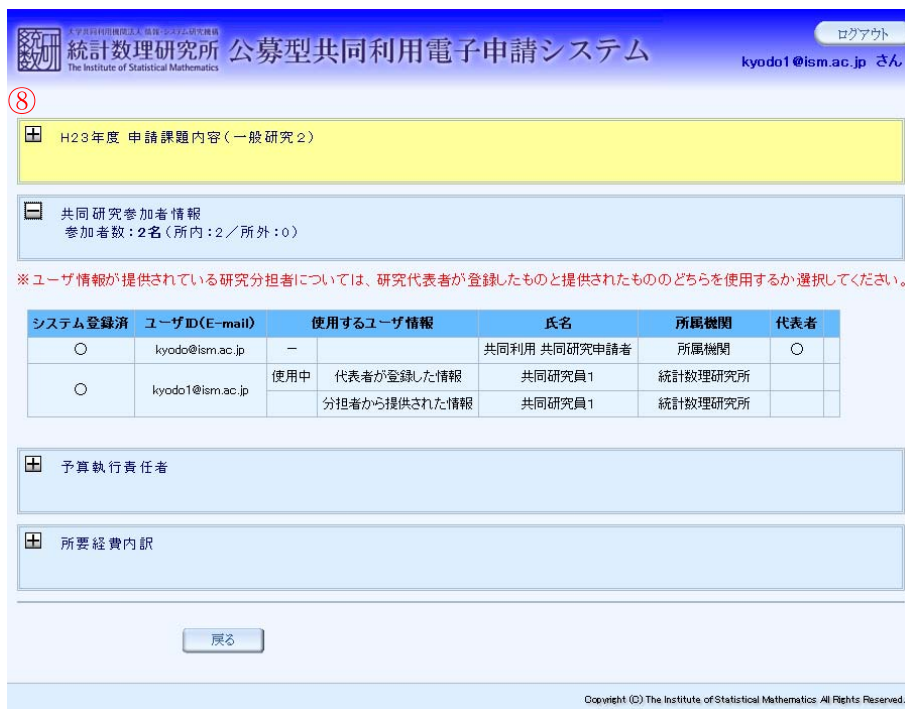 大学共同利用機関法人 情報・システム研究機構
統計数理研究所 公募型共同利用電子申請システム
The Institute of Statistical Mathematics
統計数研
ログアウト
kyodo1@ism.ac.jp さん
⑧
H23年度 申請課題内容(一般研究2)
共同研究参加者情報
参加者数:2名(所内:2/所外:0)
※ユーザ情報が提供されている研究分担者については、研究代表者が登録したものと提供されたもののどちらを使用するか選択してください。
システム登録済 ユーザID(E-mail) 使用するユーザ情報 氏名 所属機関 代表者
○ kyodo@ism.ac.jp － 共同利用 共同研究申請者 所属機関 ○
○ kyodo1@ism.ac.jp 使用中 代表者が登録した情報 共同研究員1 統計数理研究所
分担者から提供された情報 共同研究員1 統計数理研究所
予算執行責任者
所要経費内訳
戻る
Copyright (C) The Institute of Statistical Mathematics All Rights Reserved.